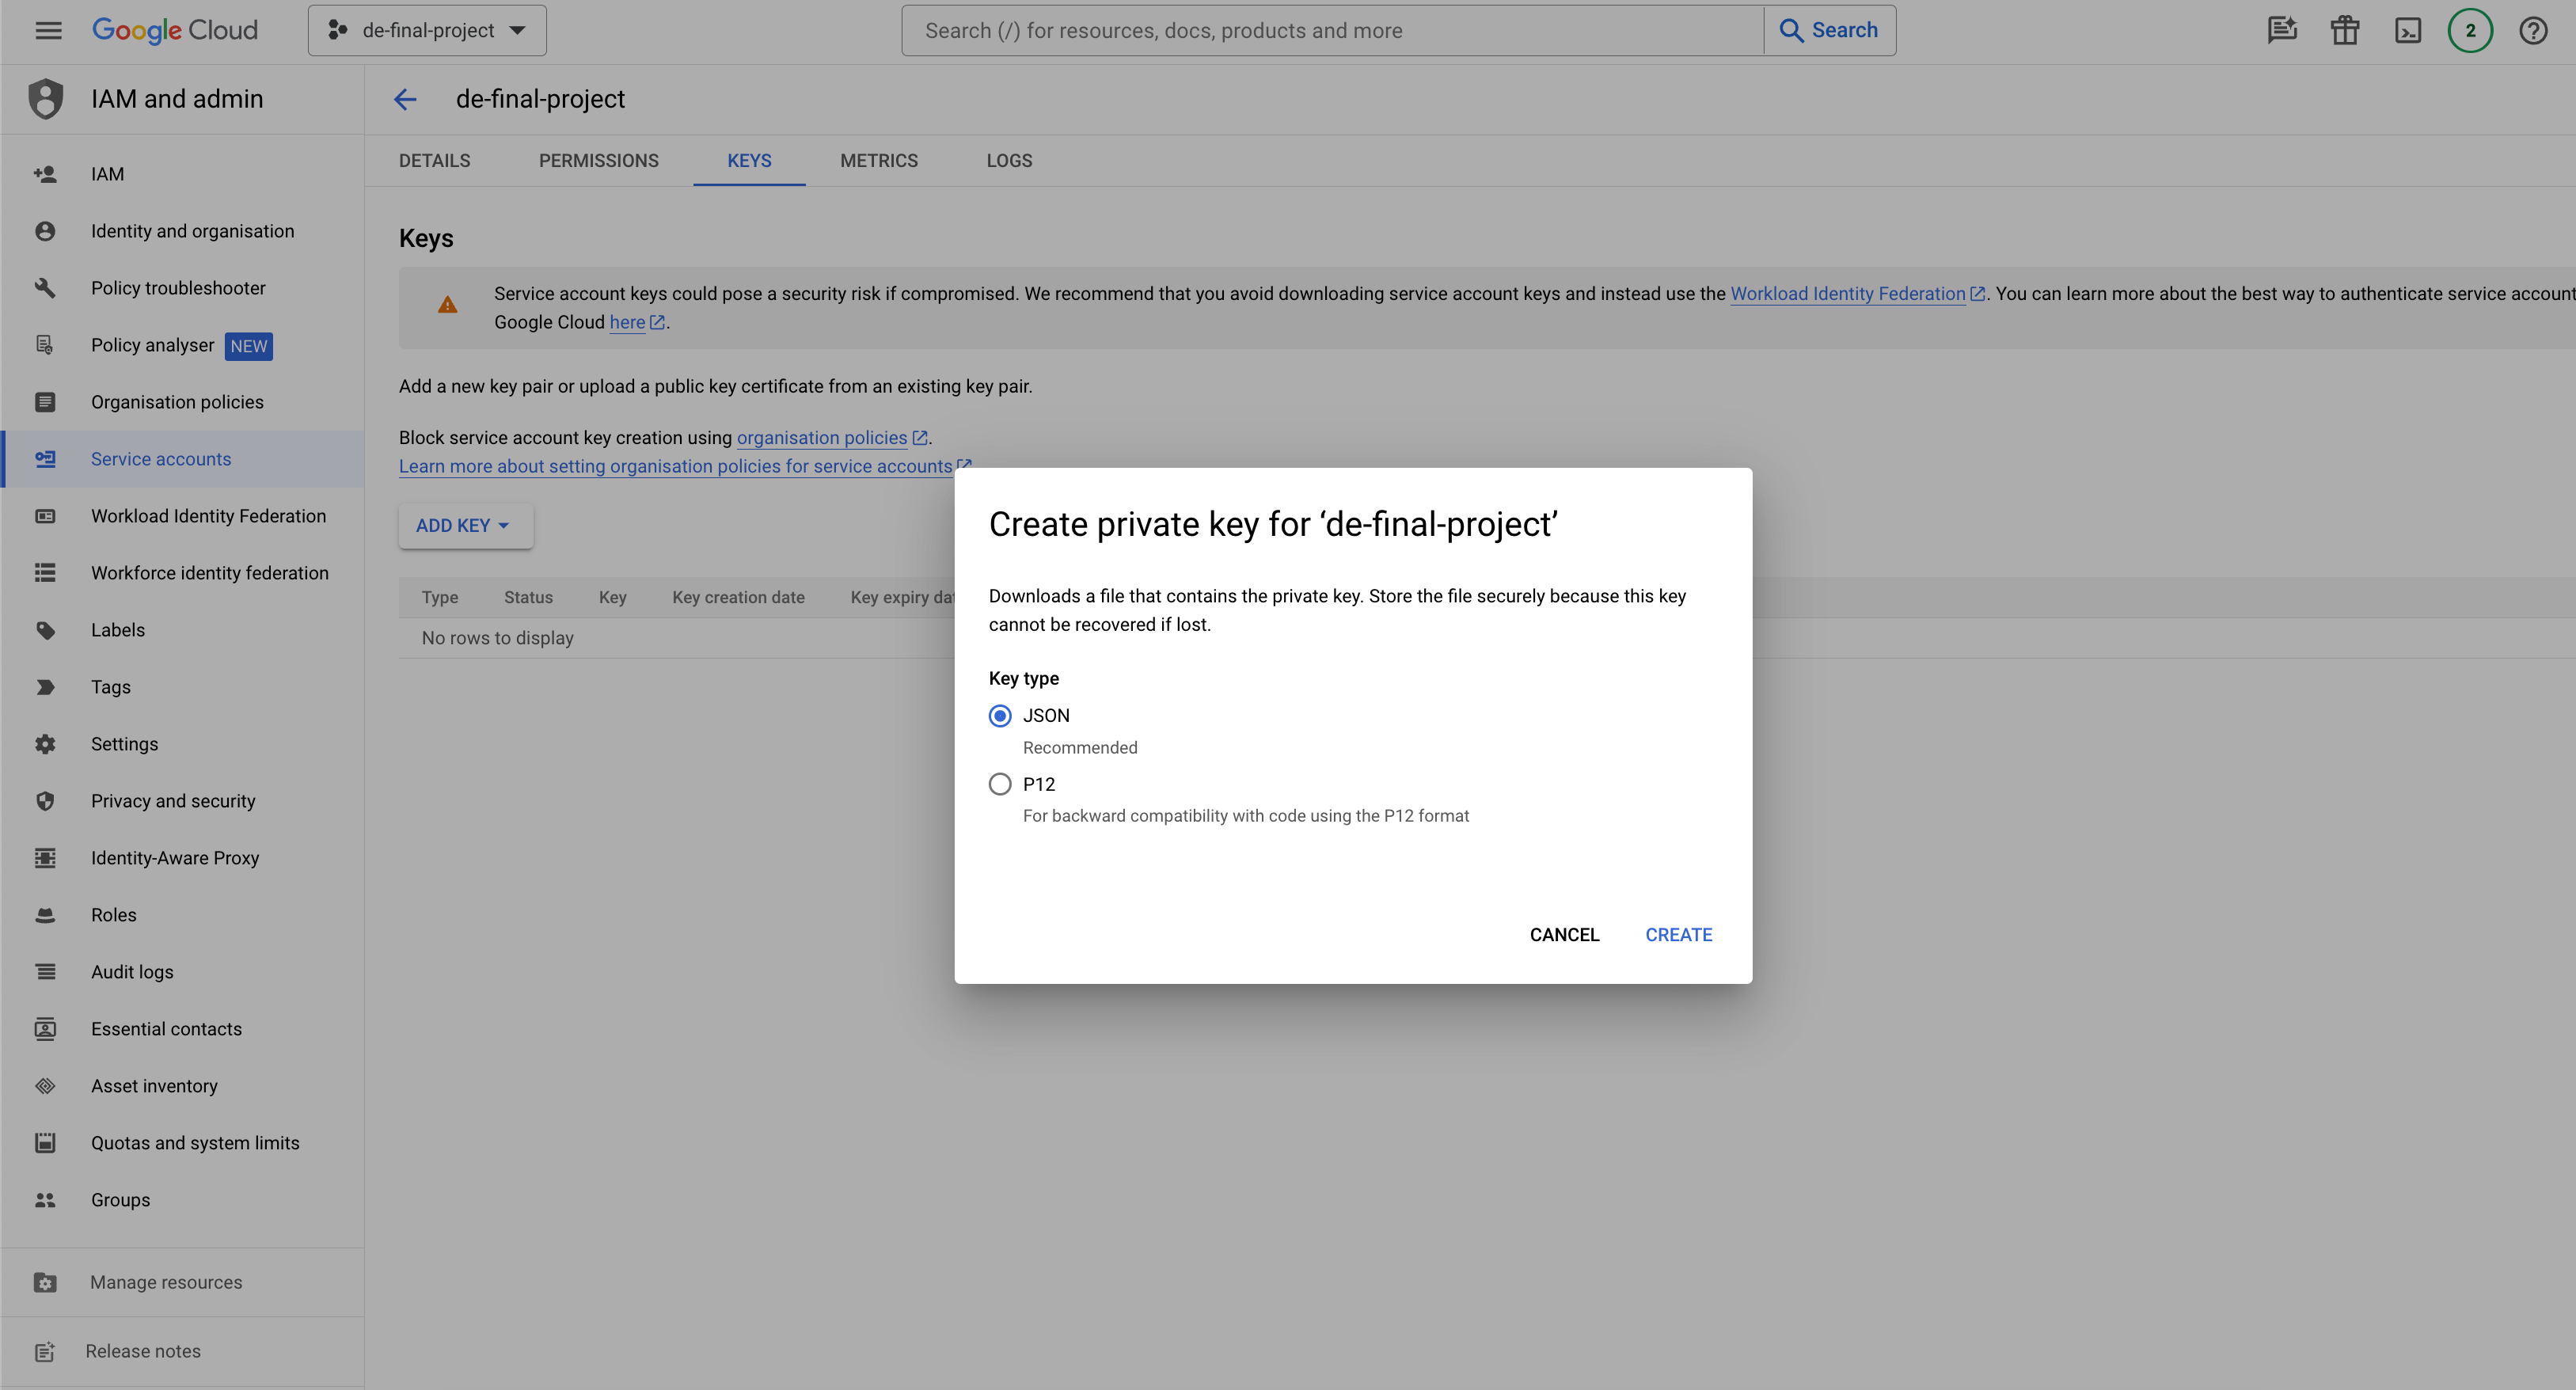 Google Cloud
de-final-project
Search (/) for resources, docs, products and more
Search
2
IAM and admin
de-final-project
DETAILS
PERMISSIONS
KEYS
METRICS
LOGS
IAM
Identity and organisation
Policy troubleshooter
Policy analyser NEW
Organisation policies
Service accounts
Workload Identity Federation
Workforce identity federation
Labels
Tags
Settings
Privacy and security
Identity-Aware Proxy
Roles
Audit logs
Essential contacts
Asset inventory
Quotas and system limits
Groups
Manage resources
Release notes
Keys
Service account keys could pose a security risk if compromised. We recommend that you avoid downloading service account keys and instead use the Workload Identity Federation. You can learn more about the best way to authenticate service account
Google Cloud here.
Add a new key pair or upload a public key certificate from an existing key pair.
Block service account key creation using organisation policies.
Learn more about setting organisation policies for service accounts
ADD KEY
Type Status Key Key creation date Key expiry dat
No rows to display
Create private key for ‘de-final-project’
Downloads a file that contains the private key. Store the file securely because this key
cannot be recovered if lost.
Key type
JSON
Recommended
P12
For backward compatibility with code using the P12 format
CANCEL
CREATE